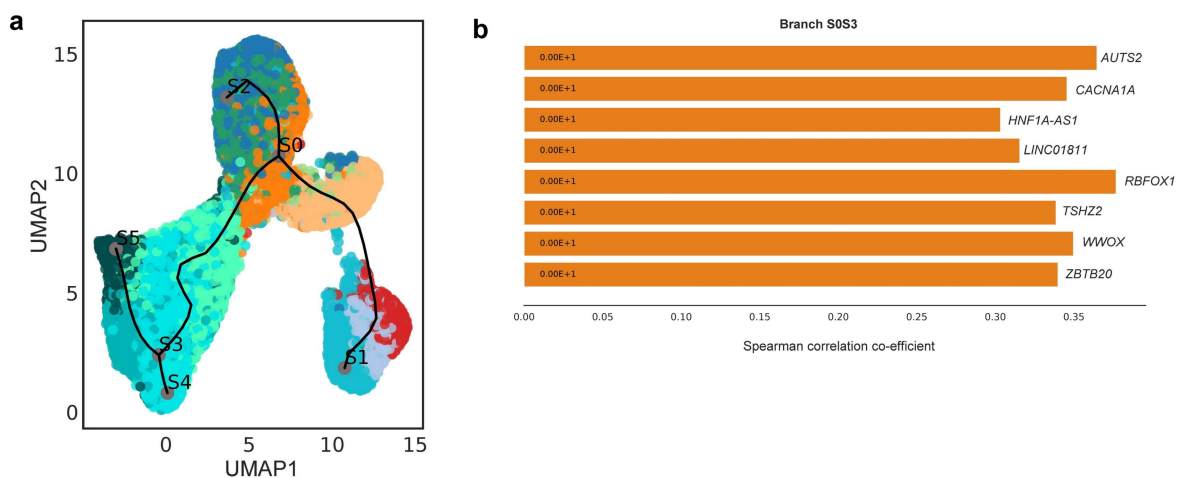 a
15
10
5
0
UMAP2
S2
S0
S5
S3
S4
S1
0
5
10
15
UMAP1
b
Branch S0S3
0.00E+1
AUTS2
0.00E+1
CACNA1A
0.00E+1
HNF1A-AS1
0.00E+1
LINC01811
0.00E+1
RBFOX1
0.00E+1
TSHZ2
0.00E+1
WWOX
0.00E+1
ZBTB20
0.00
0.05
0.10
0.15
0.20
0.25
0.30
0.35
Spearman correlation co-efficient